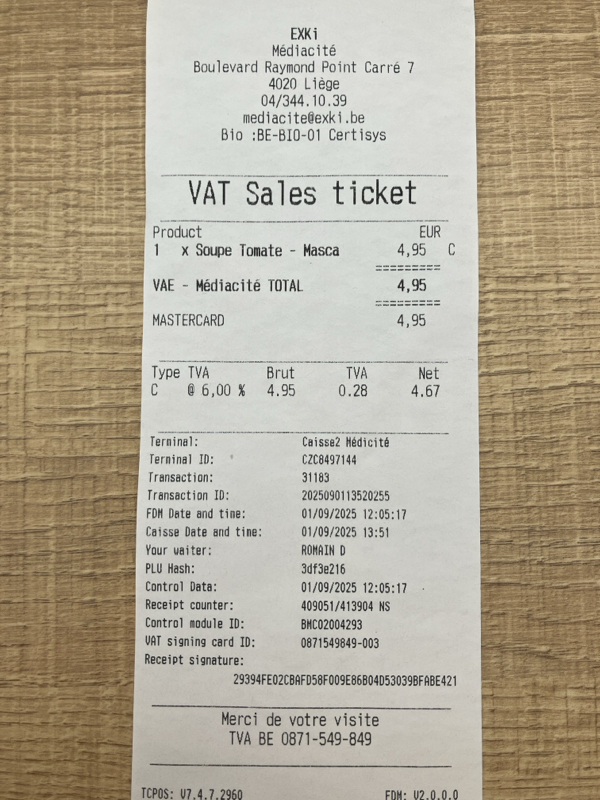 EXKi
Médiacité
Boulevard Raymond Point Carré 7
4020 Liège
04/344.10.39
mediacite@exki.be
Bio :BE-BIO-01 Certisys
VAT Sales ticket
Product EUR
1 x Soupe Tomate - Masca 4,95 C
=========
VAE - Médiacité TOTAL 4,95
=========
MASTERCARD 4,95
Type TVA Brut TVA Net
C @ 6,00 % 4.95 0.28 4.67
Terminal: Caisse2 Médicité
Terminal ID: CZC8497144
Transaction: 31183
Transaction ID: 2025090113520255
FDM Date and time: 01/09/2025 12:05:17
Caisse Date and time: 01/09/2025 13:51
Your waiter: ROMAIN D
PLU Hash: 3df3e216
Control Data: 01/09/2025 12:05:17
Receipt counter: 409051/413904 NS
Control module ID: BMC02004293
VAT signing card ID: 0871549849-003
Receipt signature:
29394FE02CBAFD58F009E86B04D53039BFABE421
Merci de votre visite
TVA BE 0871-549-849
TCPOS: V7.4.7.2960 FDM: V2.0.0.0